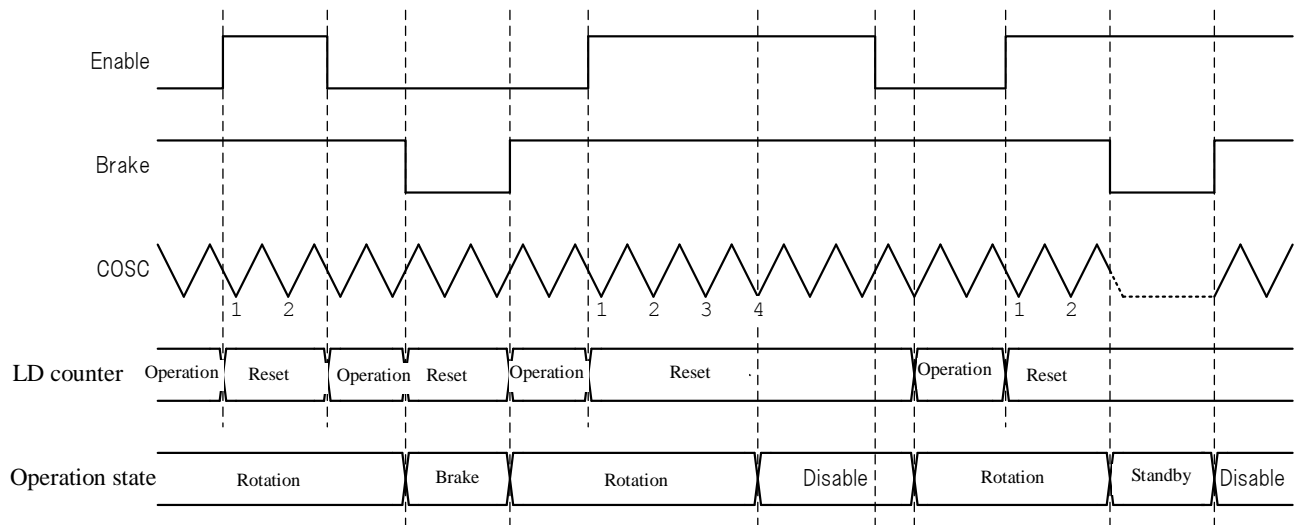 Enable
Brake
COSC
1 2 1 2 3 4 1 2
LD counter Operation Reset Operation Reset Operation Reset Operation Reset
Operation state Rotation Brake Rotation Disable Rotation Standby Disable